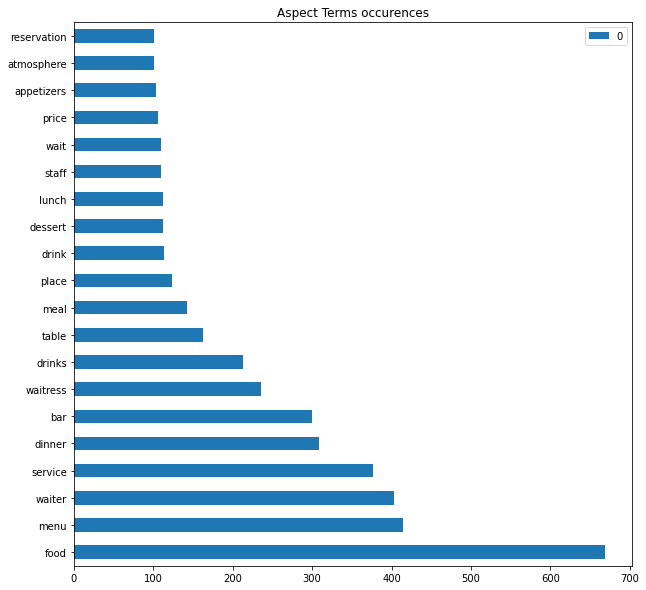 Aspect Terms occurences
0
reservation
atmosphere
appetizers
price
wait
staff
lunch
dessert
drink
place
meal
table
drinks
waitress
bar
dinner
service
waiter
menu
food
0 100 200 300 400 500 600 700